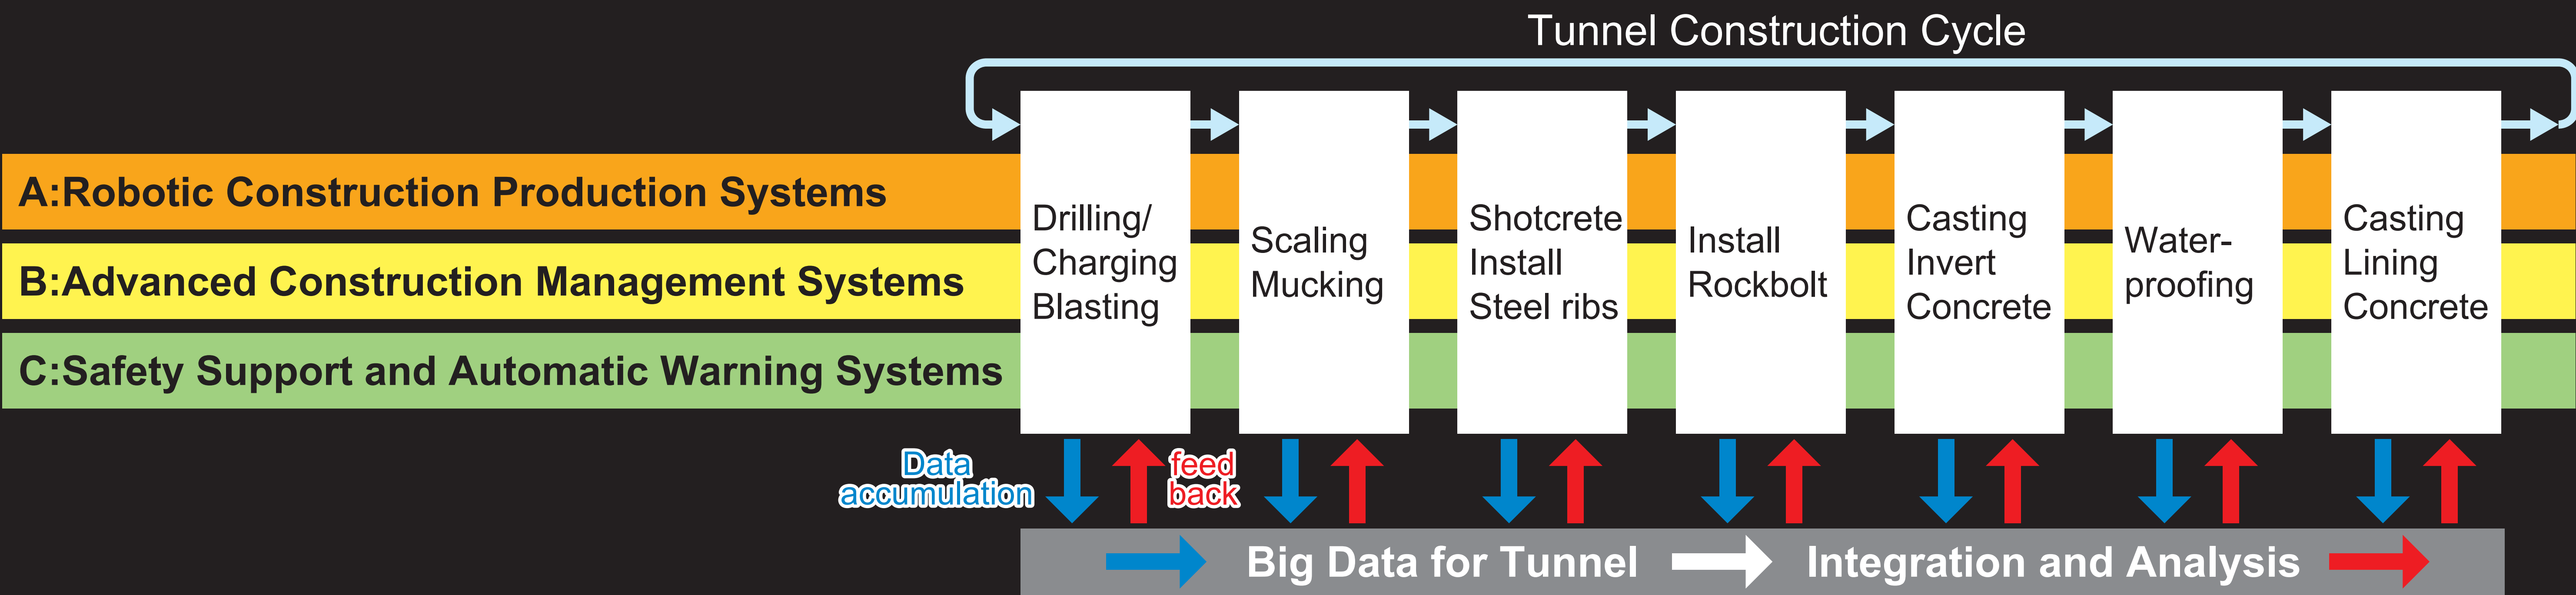 Tunnel Construction Cycle
A:Robotic Construction Production Systems
B:Advanced Construction Management Systems
C:Safety Support and Automatic Warning Systems
Drilling/
Charging
Blasting
Scaling
Mucking
Shotcrete
Install
Steel ribs
Install
Rockbolt
Casting
Invert
Concrete
Water-
proofing
Casting
Lining
Concrete
Data
accumulation
feed
back
Big Data for Tunnel
Integration and Analysis